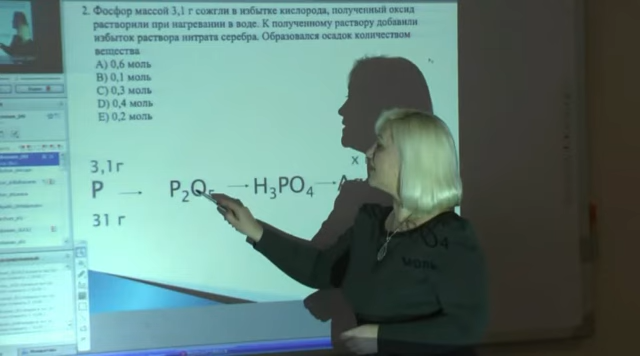 2. Фосфор массой 3,1 г сожгли в избытке кислорода, полученный оксид
растворили при нагревании в воде. К полученному раствору добавили
избыток раствора нитрата серебра. Образовался осадок количеством
вещества
A) 0,6 моль
B) 0,1 моль
C) 0,3 моль
D) 0,4 моль
E) 0,2 моль
3,1г
x
P → P₂O₅ → H₃PO₄ → A
O₄
31 г
моль